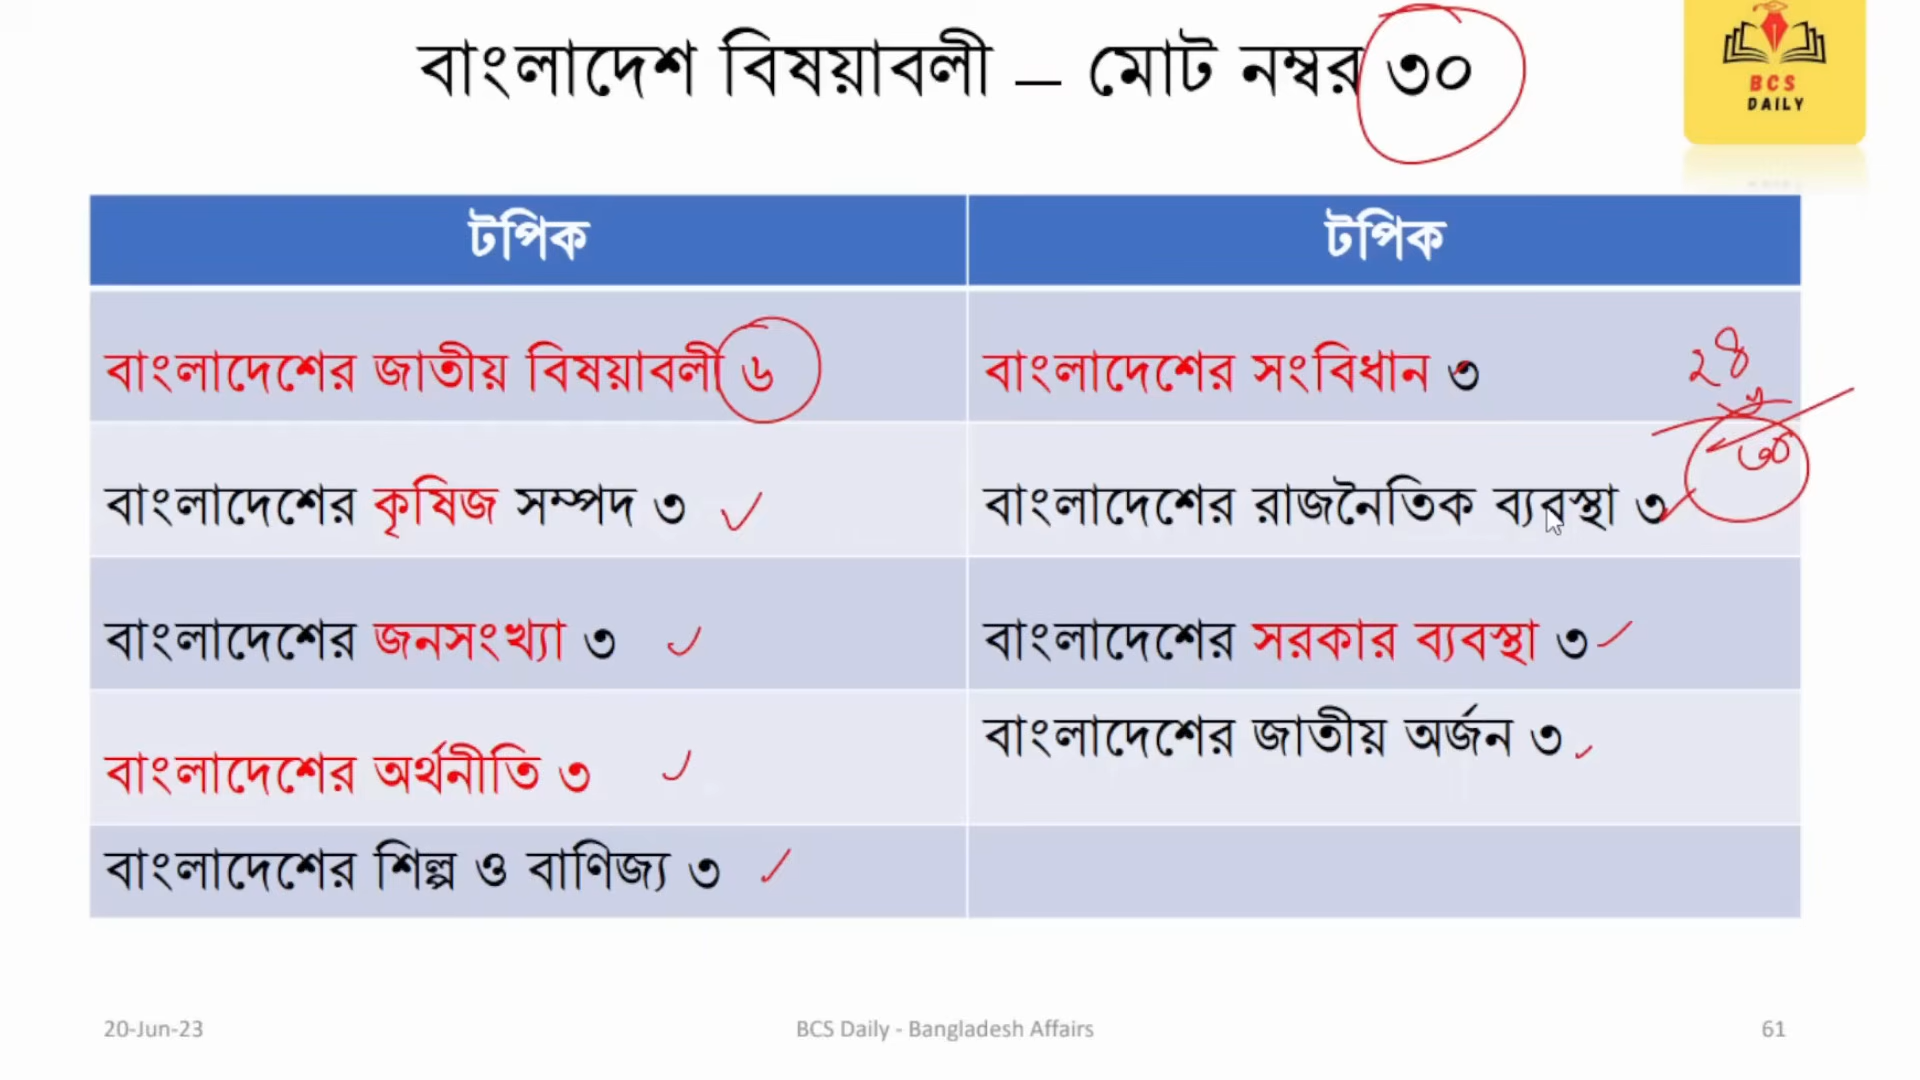 বাংলাদেশ বিষয়াবলী – মোট নম্বর ৩০
BCS
DAILY
টপিক
টপিক
বাংলাদেশের জাতীয় বিষয়াবলী ৬
বাংলাদেশের সংবিধান ৩
২৪
৬
৩০
বাংলাদেশের কৃষিজ সম্পদ ৩
বাংলাদেশের রাজনৈতিক ব্যবস্থা ৩
বাংলাদেশের জনসংখ্যা ৩
বাংলাদেশের সরকার ব্যবস্থা ৩
বাংলাদেশের অর্থনীতি ৩
বাংলাদেশের জাতীয় অর্জন ৩
বাংলাদেশের শিল্প ও বাণিজ্য ৩
20-Jun-23
BCS Daily - Bangladesh Affairs
61